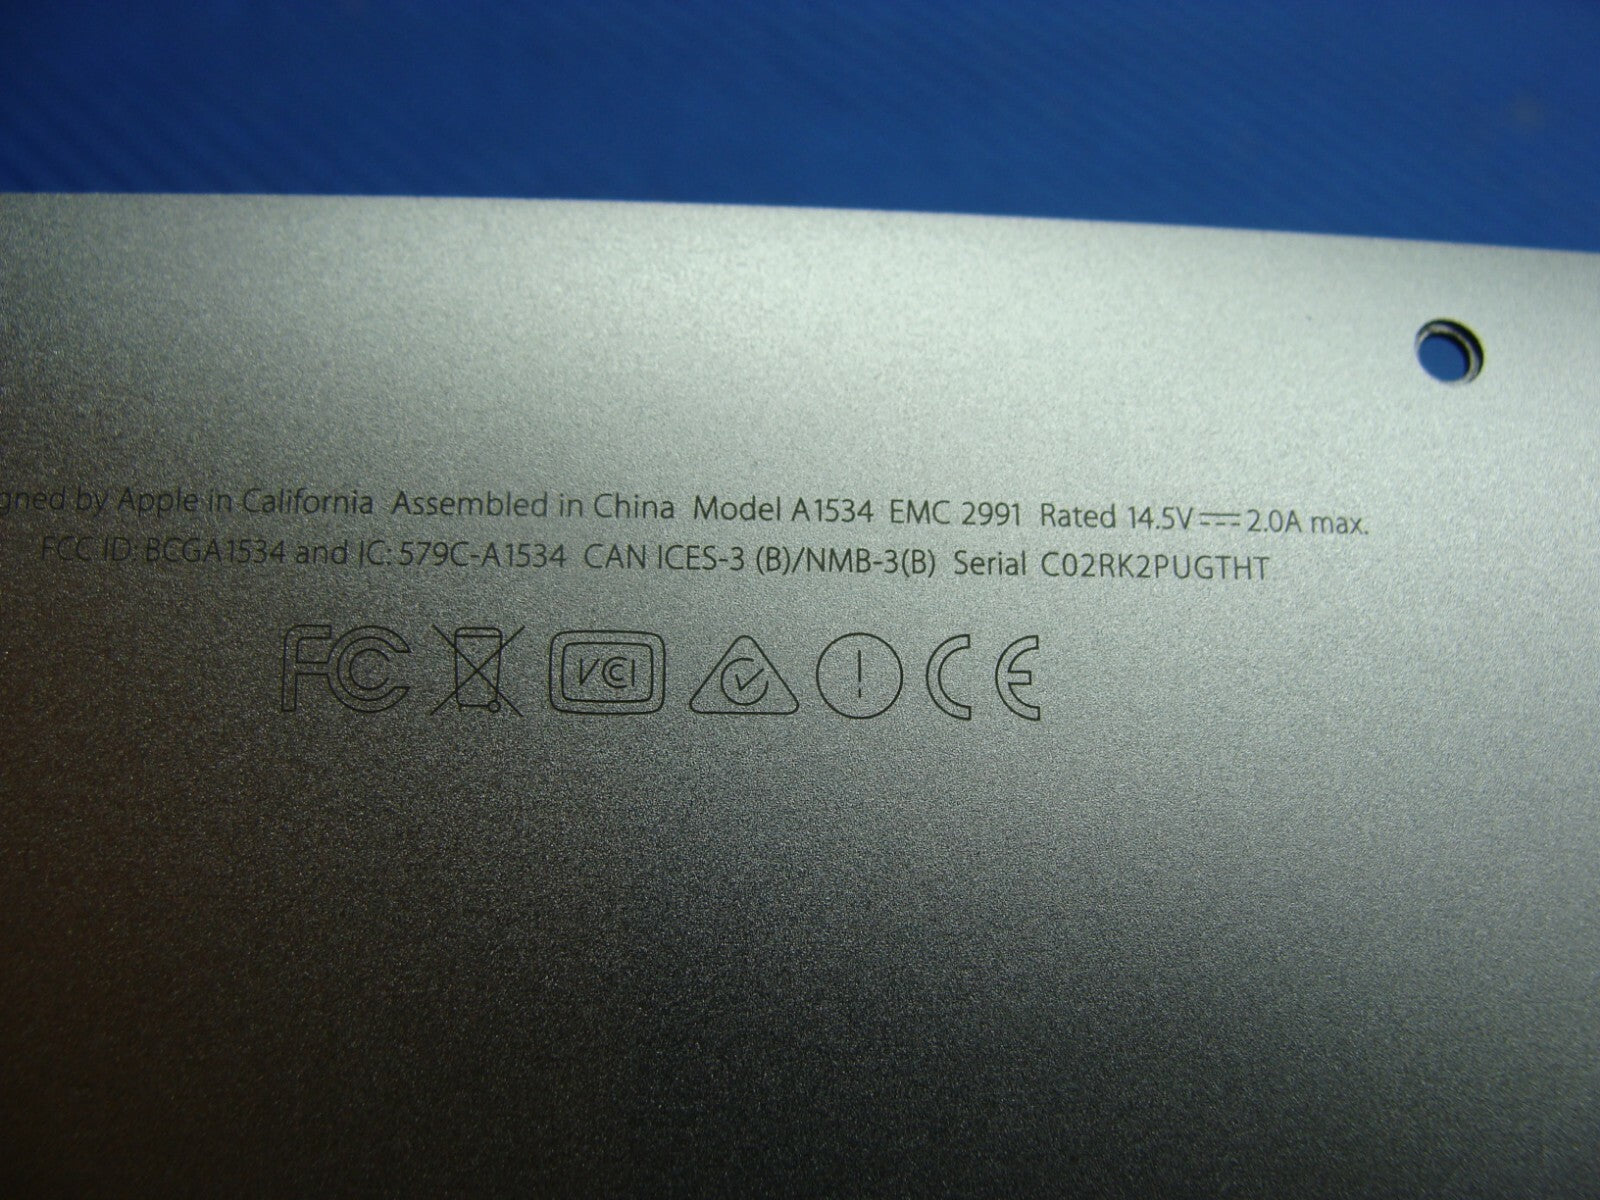 gned by Apple in California Assembled in China Model A1534 EMC 2991 Rated 14.5V⎓2.0A max.
FCC ID: BCGA1534 and IC: 579C-A1534 CAN ICES-3 (B)/NMB-3(B) Serial C02RK2PUGTHT
FC VCI CE